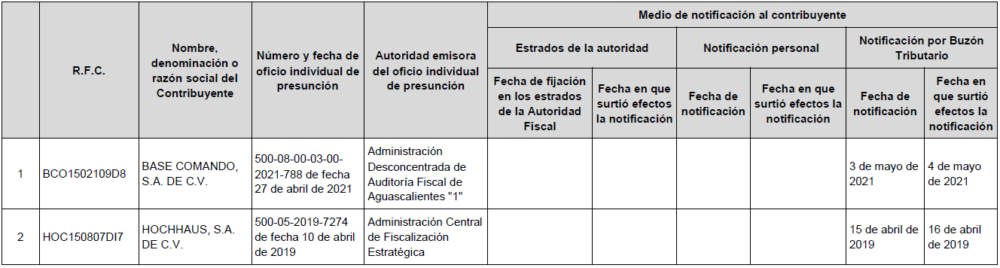 Medio de notificación al contribuyente
R.F.C.
Nombre,
denominación o
razón social del
Contribuyente
Número y fecha de
oficio individual de
presunción
Autoridad emisora
del oficio individual
de presunción
Estrados de la autoridad
Notificación personal
Notificación por Buzón
Tributario
Fecha de fijación
en los estrados
de la Autoridad
Fiscal
Fecha en que
surtió efectos
la notificación
Fecha de
notificación
Fecha en que
surtió efectos la
notificación
Fecha de
notificación
Fecha en
que surtió
efectos la
notificación
1
BCO1502109D8
BASE COMANDO,
S.A. DE C.V.
500-08-00-03-00-
2021-788 de fecha
27 de abril de 2021
Administración
Desconcentrada de
Auditoría Fiscal de
Aguascalientes "1"
3 de mayo de
2021
4 de mayo
de 2021
2
HOC150807DI7
HOCHHAUS, S.A.
DE C.V.
500-05-2019-7274
de fecha 10 de abril
de 2019
Administración Central
de Fiscalización
Estratégica
15 de abril de
2019
16 de abril
de 2019